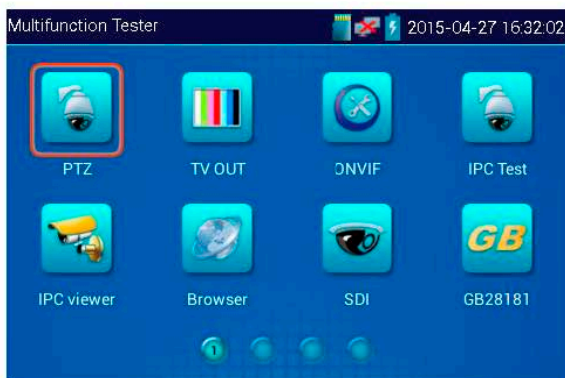 Multifunction Tester 2015-04-27 16:32:02
PTZ TV OUT ONVIF IPC Test
GB
IPC viewer Browser SDI GB28181
1